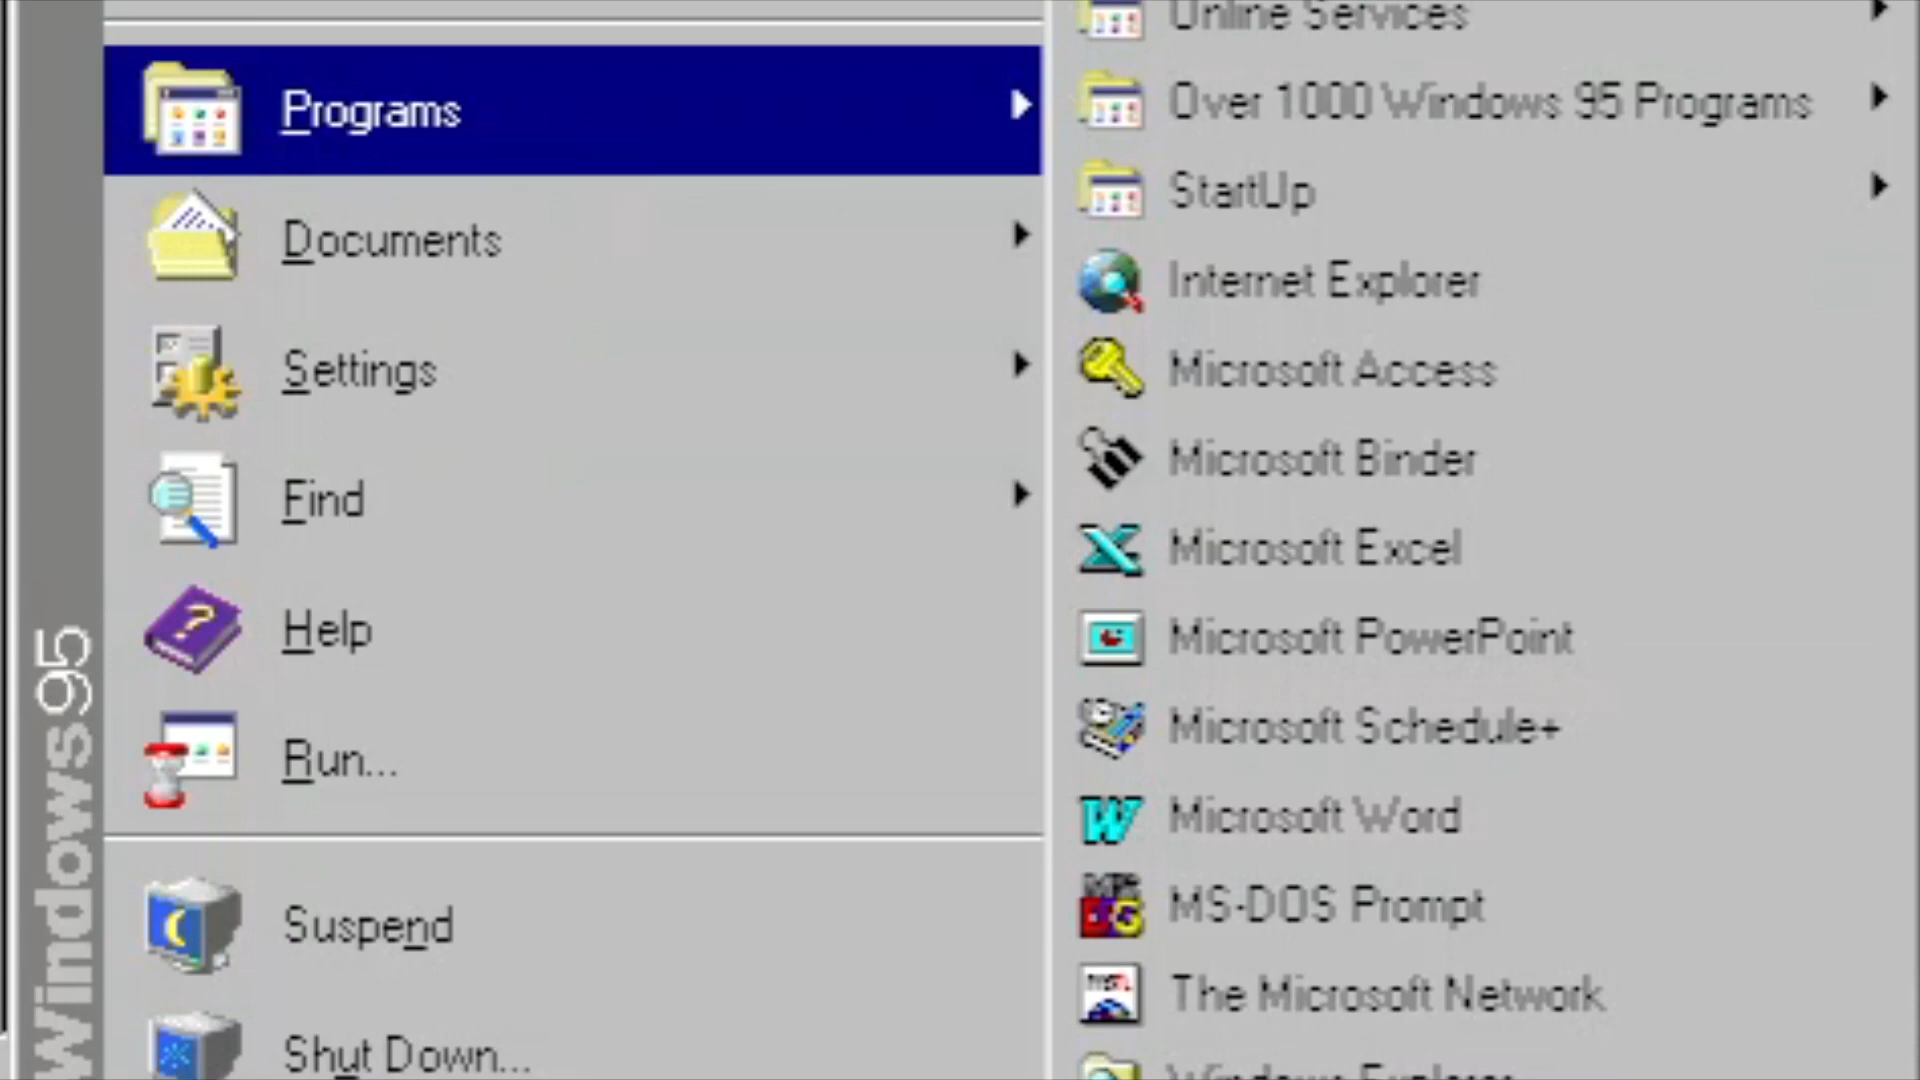 Programs
Documents
Settings
Find
Help
Run...
Suspend
Shut Down...
Windows95
Online Services
Over 1000 Windows 95 Programs
StartUp
Internet Explorer
Microsoft Access
Microsoft Binder
Microsoft Excel
Microsoft PowerPoint
Microsoft Schedule+
Microsoft Word
MS-DOS Prompt
The Microsoft Network
Windows Explorer